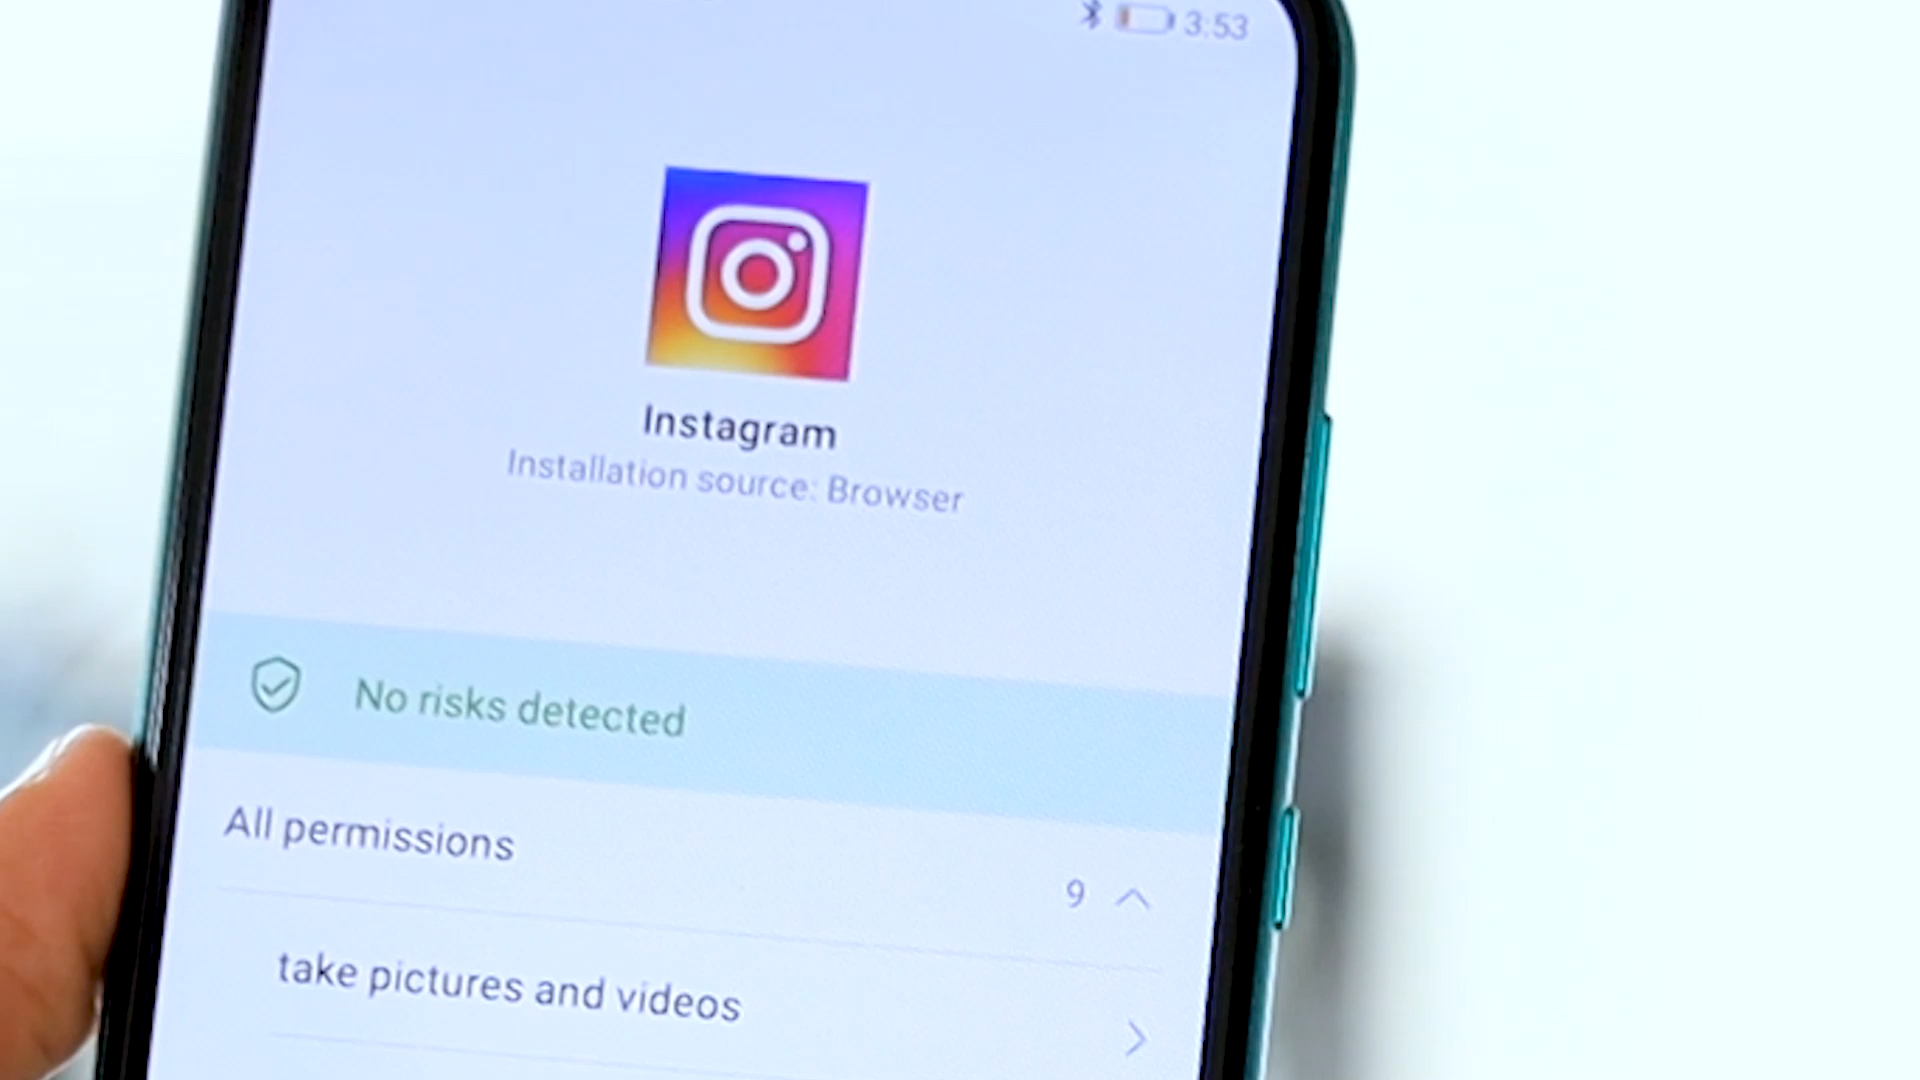 3:53
Instagram
Installation source: Browser
No risks detected
All permissions
9
take pictures and videos